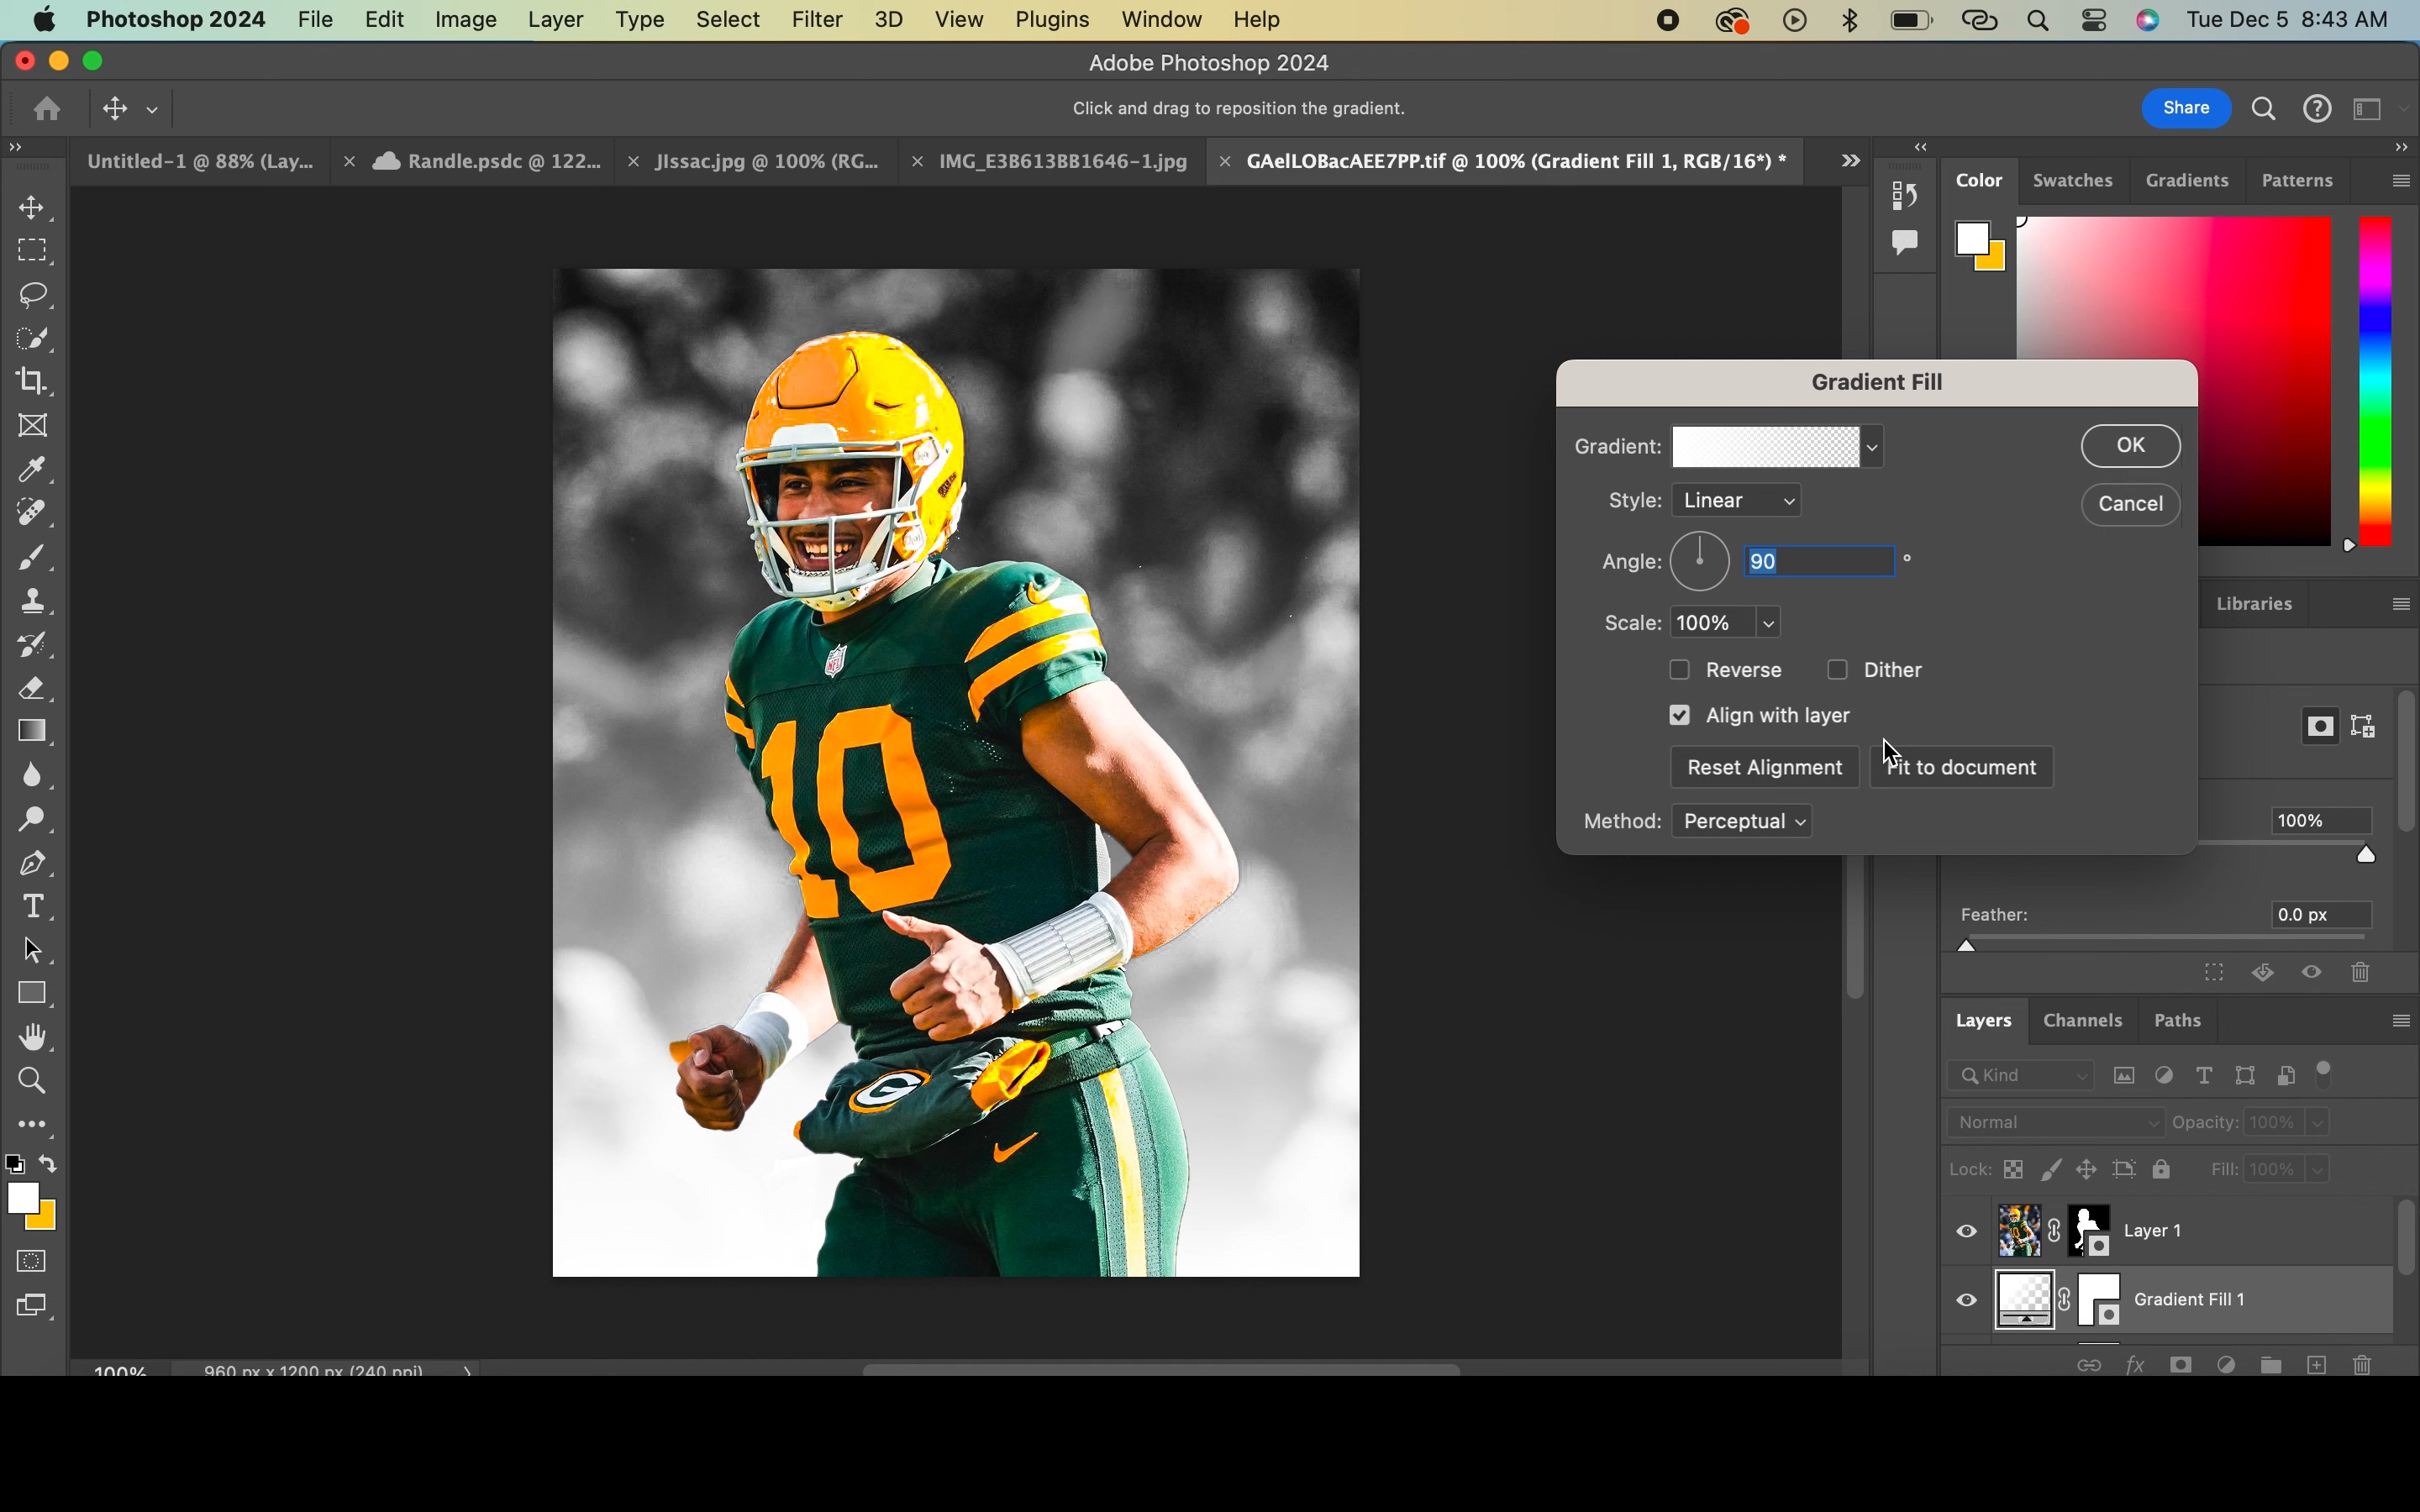 Photoshop 2024 File Edit Image Layer Type Select Filter 3D View Plugins Window Help Tue Dec 5 8:43 AM
Adobe Photoshop 2024
Click and drag to reposition the gradient. Share
Untitled-1 @ 88% (Lay... Randle.psdc @ 122... JIssac.jpg @ 100% (RG... IMG_E3B613BB1646-1.jpg GAelLOBacAEE7PP.tif @ 100% (Gradient Fill 1, RGB/16*) *
Color Swatches Gradients Patterns
Gradient Fill
Gradient: OK
Style: Linear Cancel
Angle: 90 °
Scale: 100%
Reverse Dither
Align with layer
Reset Alignment Fit to document
Method: Perceptual
Libraries
100%
Feather: 0.0 px
Layers Channels Paths
Kind
Normal Opacity: 100%
Lock: Fill: 100%
Layer 1
Gradient Fill 1
fx
NFL
10
G
100% 960 px x 1200 px (240 ppi)